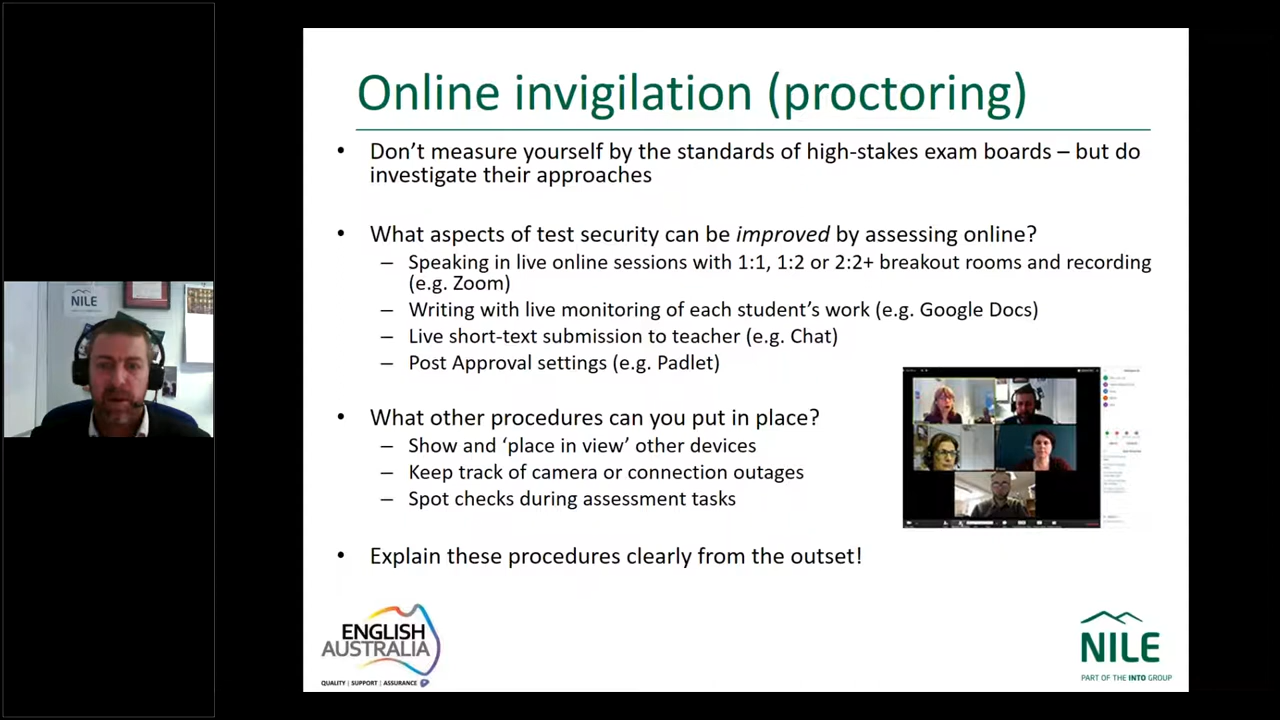 NILE
Online invigilation (proctoring)
• Don’t measure yourself by the standards of high-stakes exam boards – but do
investigate their approaches
• What aspects of test security can be improved by assessing online?
– Speaking in live online sessions with 1:1, 1:2 or 2:2+ breakout rooms and recording
(e.g. Zoom)
– Writing with live monitoring of each student’s work (e.g. Google Docs)
– Live short-text submission to teacher (e.g. Chat)
– Post Approval settings (e.g. Padlet)
• What other procedures can you put in place?
– Show and ‘place in view’ other devices
– Keep track of camera or connection outages
– Spot checks during assessment tasks
• Explain these procedures clearly from the outset!
ENGLISH
AUSTRALIA
QUALITY | SUPPORT | ASSURANCE
NILE
PART OF THE INTO GROUP